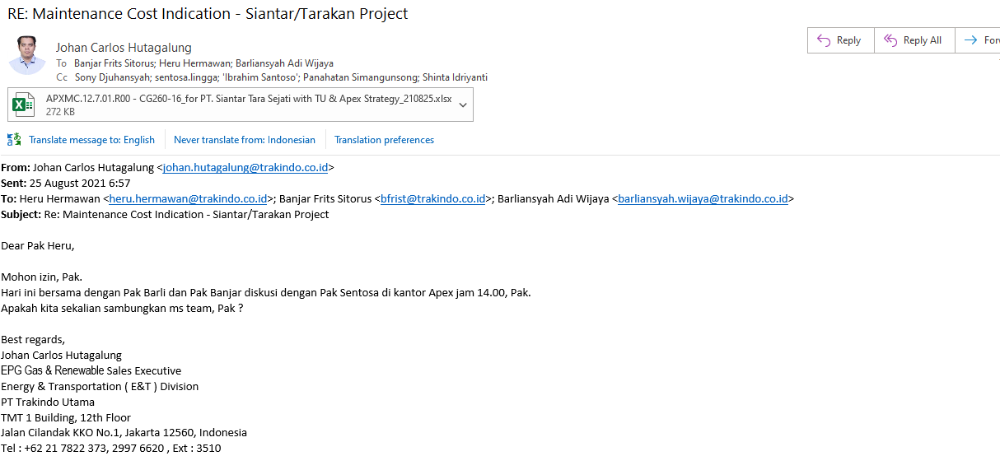 RE: Maintenance Cost Indication - Siantar/Tarakan Project
Johan Carlos Hutagalung
To Banjar Frits Sitorus; Heru Hermawan; Barliansyah Adi Wijaya
Cc Sony Djuhansyah; sentosa.lingga; 'Ibrahim Santoso'; Panahatan Simangunsong; Shinta Idriyanti
Reply
Reply All
For
APXMC.12.7.01.R00 - CG260-16_for PT. Siantar Tara Sejati with TU & Apex Strategy_210825.xlsx
272 KB
Translate message to: English
Never translate from: Indonesian
Translation preferences
From: Johan Carlos Hutagalung <johan.hutagalung@trakindo.co.id>
Sent: 25 August 2021 6:57
To: Heru Hermawan <heru.hermawan@trakindo.co.id>; Banjar Frits Sitorus <bfrist@trakindo.co.id>; Barliansyah Adi Wijaya <barliansyah.wijaya@trakindo.co.id>
Subject: Re: Maintenance Cost Indication - Siantar/Tarakan Project
Dear Pak Heru,
Mohon izin, Pak.
Hari ini bersama dengan Pak Barli dan Pak Banjar diskusi dengan Pak Sentosa di kantor Apex jam 14.00, Pak.
Apakah kita sekalian sambungkan ms team, Pak ?
Best regards,
Johan Carlos Hutagalung
EPG Gas & Renewable Sales Executive
Energy & Transportation ( E&T ) Division
PT Trakindo Utama
TMT 1 Building, 12th Floor
Jalan Cilandak KKO No.1, Jakarta 12560, Indonesia
Tel : +62 21 7822 373, 2997 6620 , Ext : 3510